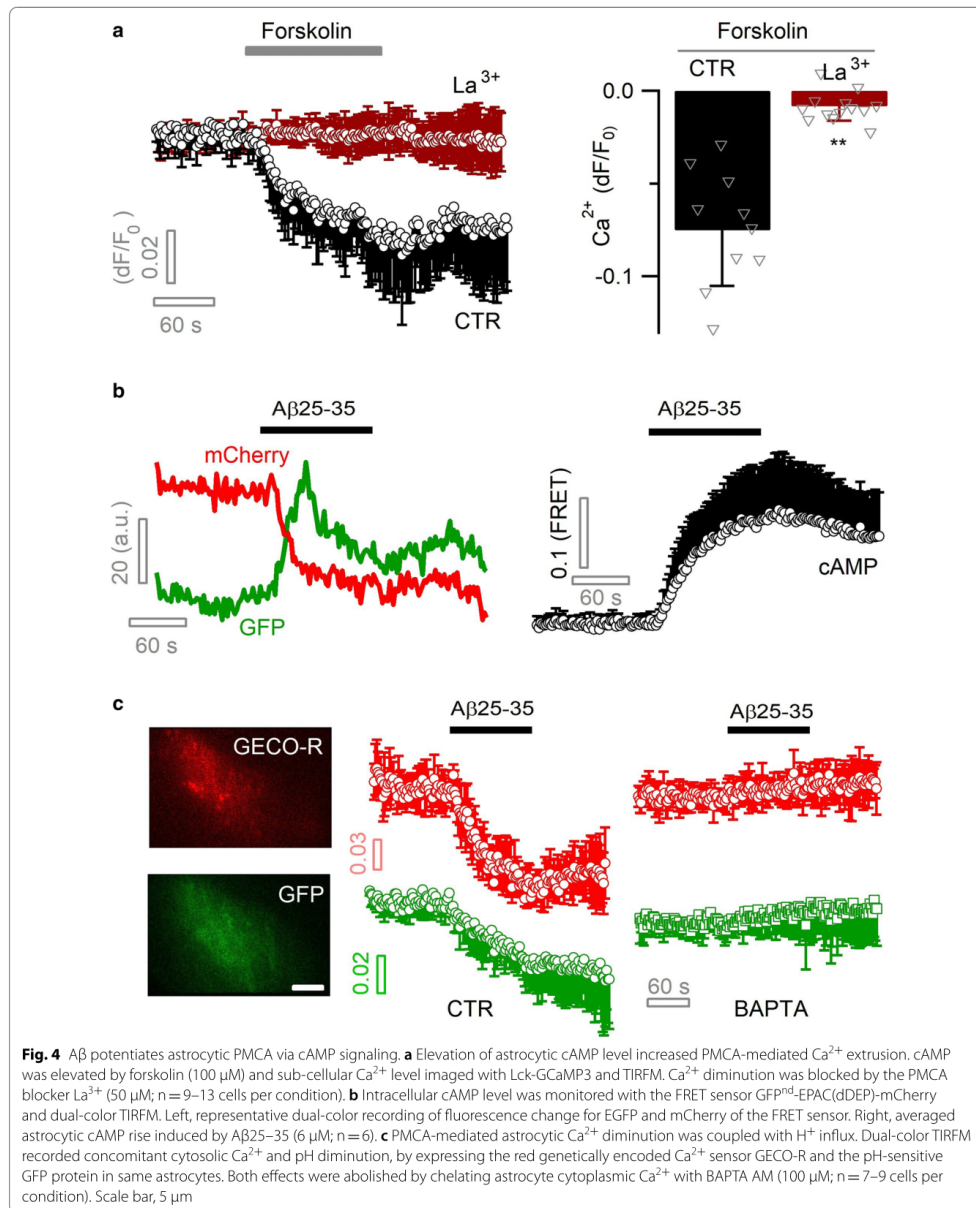 a
Forskolin
La3+
(dF/F0)
0.02
60 s
CTR
Forskolin
CTR
La3+
0.0
-0.1
Ca2+ (dF/F0)
**
b
Aβ25-35
mCherry
20 (a.u.)
GFP
60 s
Aβ25-35
0.1 (FRET)
60 s
cAMP
c
GECO-R
GFP
Aβ25-35
0.03
0.02
CTR
Aβ25-35
60 s
BAPTA
Fig. 4 Aβ potentiates astrocytic PMCA via cAMP signaling. a Elevation of astrocytic cAMP level increased PMCA-mediated Ca2+ extrusion. cAMP
was elevated by forskolin (100 μM) and sub-cellular Ca2+ level imaged with Lck-GCaMP3 and TIRFM. Ca2+ diminution was blocked by the PMCA
blocker La3+ (50 μM; n = 9–13 cells per condition). b Intracellular cAMP level was monitored with the FRET sensor GFPnd-EPAC(dDEP)-mCherry
and dual-color TIRFM. Left, representative dual-color recording of fluorescence change for EGFP and mCherry of the FRET sensor. Right, averaged
astrocytic cAMP rise induced by Aβ25–35 (6 μM; n = 6). c PMCA-mediated astrocytic Ca2+ diminution was coupled with H+ influx. Dual-color TIRFM
recorded concomitant cytosolic Ca2+ and pH diminution, by expressing the red genetically encoded Ca2+ sensor GECO-R and the pH-sensitive
GFP protein in same astrocytes. Both effects were abolished by chelating astrocyte cytoplasmic Ca2+ with BAPTA AM (100 μM; n = 7–9 cells per
condition). Scale bar, 5 μm